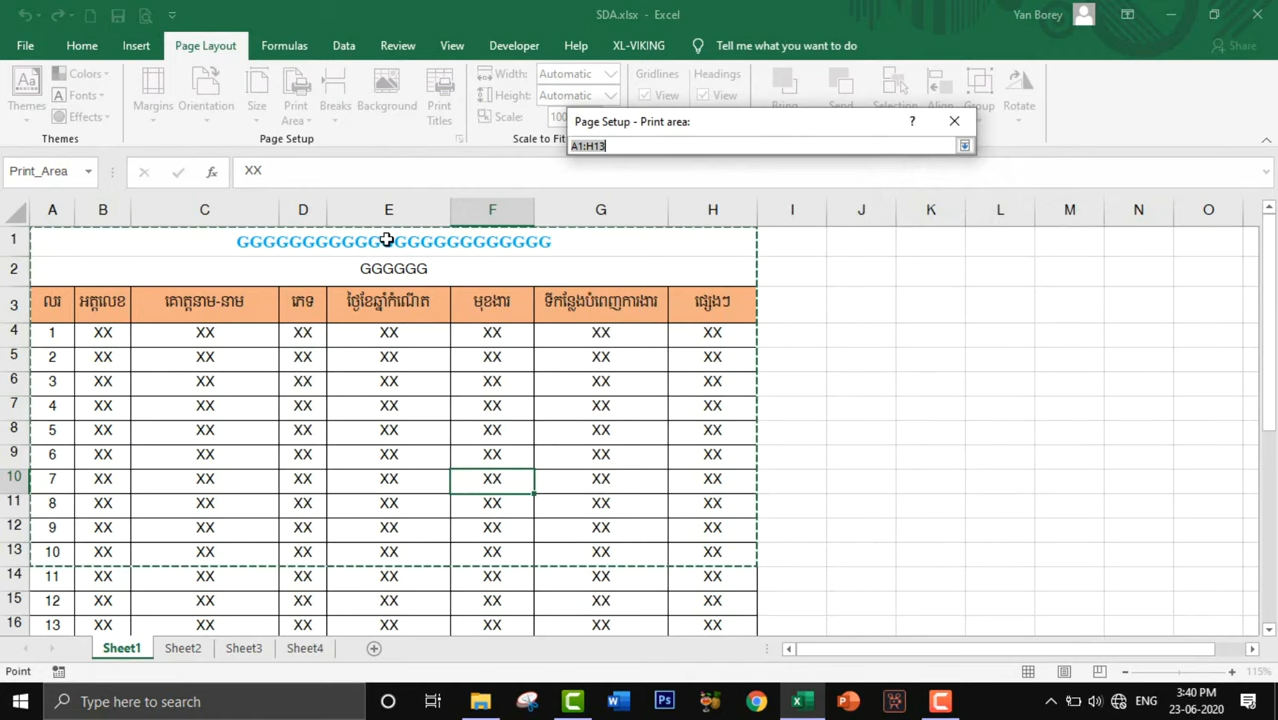 SDA.xlsx - Excel
Yan Borey
File Home Insert Page Layout Formulas Data Review View Developer Help XL-VIKING Tell me what you want to do Share
Themes
Colors
Fonts
Effects
Themes
Margins Orientation Size Print Area Breaks Background Print Titles
Page Setup
Width: Automatic
Height: Automatic
Scale: 100
Scale to Fit
Gridlines
View
Headings
View
Bring Send Selection Align Group Rotate
Page Setup - Print area:
?
A1:H13
Print_Area
fx
XX
A B C D E F G H I J K L M N O
1 GGGGGGGGGGG GGGGGGGGGGGG
2 GGGGGG
3 លរ អត្តលេខ គោត្តនាម-នាម ភេទ ថ្ងៃខែឆ្នាំកំណើត មុខងារ ទីកន្លែងបំពេញការងារ ផ្សេងៗ
4 1 XX XX XX XX XX XX XX
5 2 XX XX XX XX XX XX XX
6 3 XX XX XX XX XX XX XX
7 4 XX XX XX XX XX XX XX
8 5 XX XX XX XX XX XX XX
9 6 XX XX XX XX XX XX XX
10 7 XX XX XX XX XX XX XX
11 8 XX XX XX XX XX XX XX
12 9 XX XX XX XX XX XX XX
13 10 XX XX XX XX XX XX XX
14 11 XX XX XX XX XX XX XX
15 12 XX XX XX XX XX XX XX
16 13 XX XX XX XX XX XX XX
Sheet1 Sheet2 Sheet3 Sheet4
Point
115%
Type here to search
ENG
3:40 PM
23-06-2020